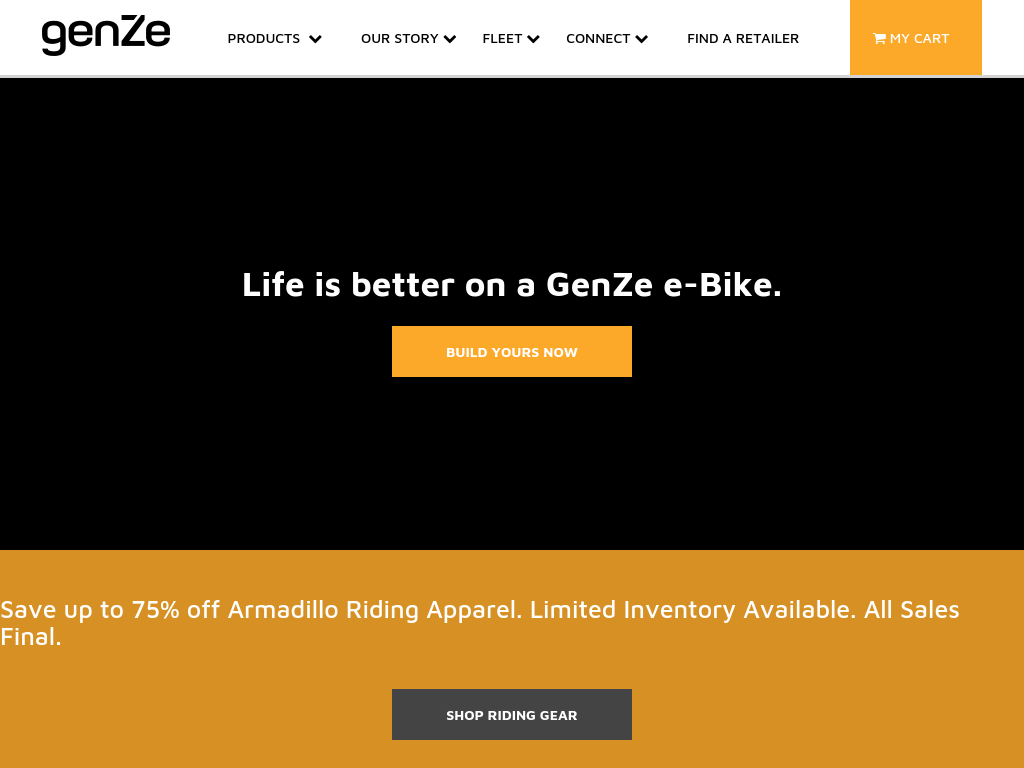 genZe
PRODUCTS OUR STORY FLEET CONNECT FIND A RETAILER MY CART
Life is better on a GenZe e-Bike.
BUILD YOURS NOW
Save up to 75% off Armadillo Riding Apparel. Limited Inventory Available. All Sales
Final.
SHOP RIDING GEAR